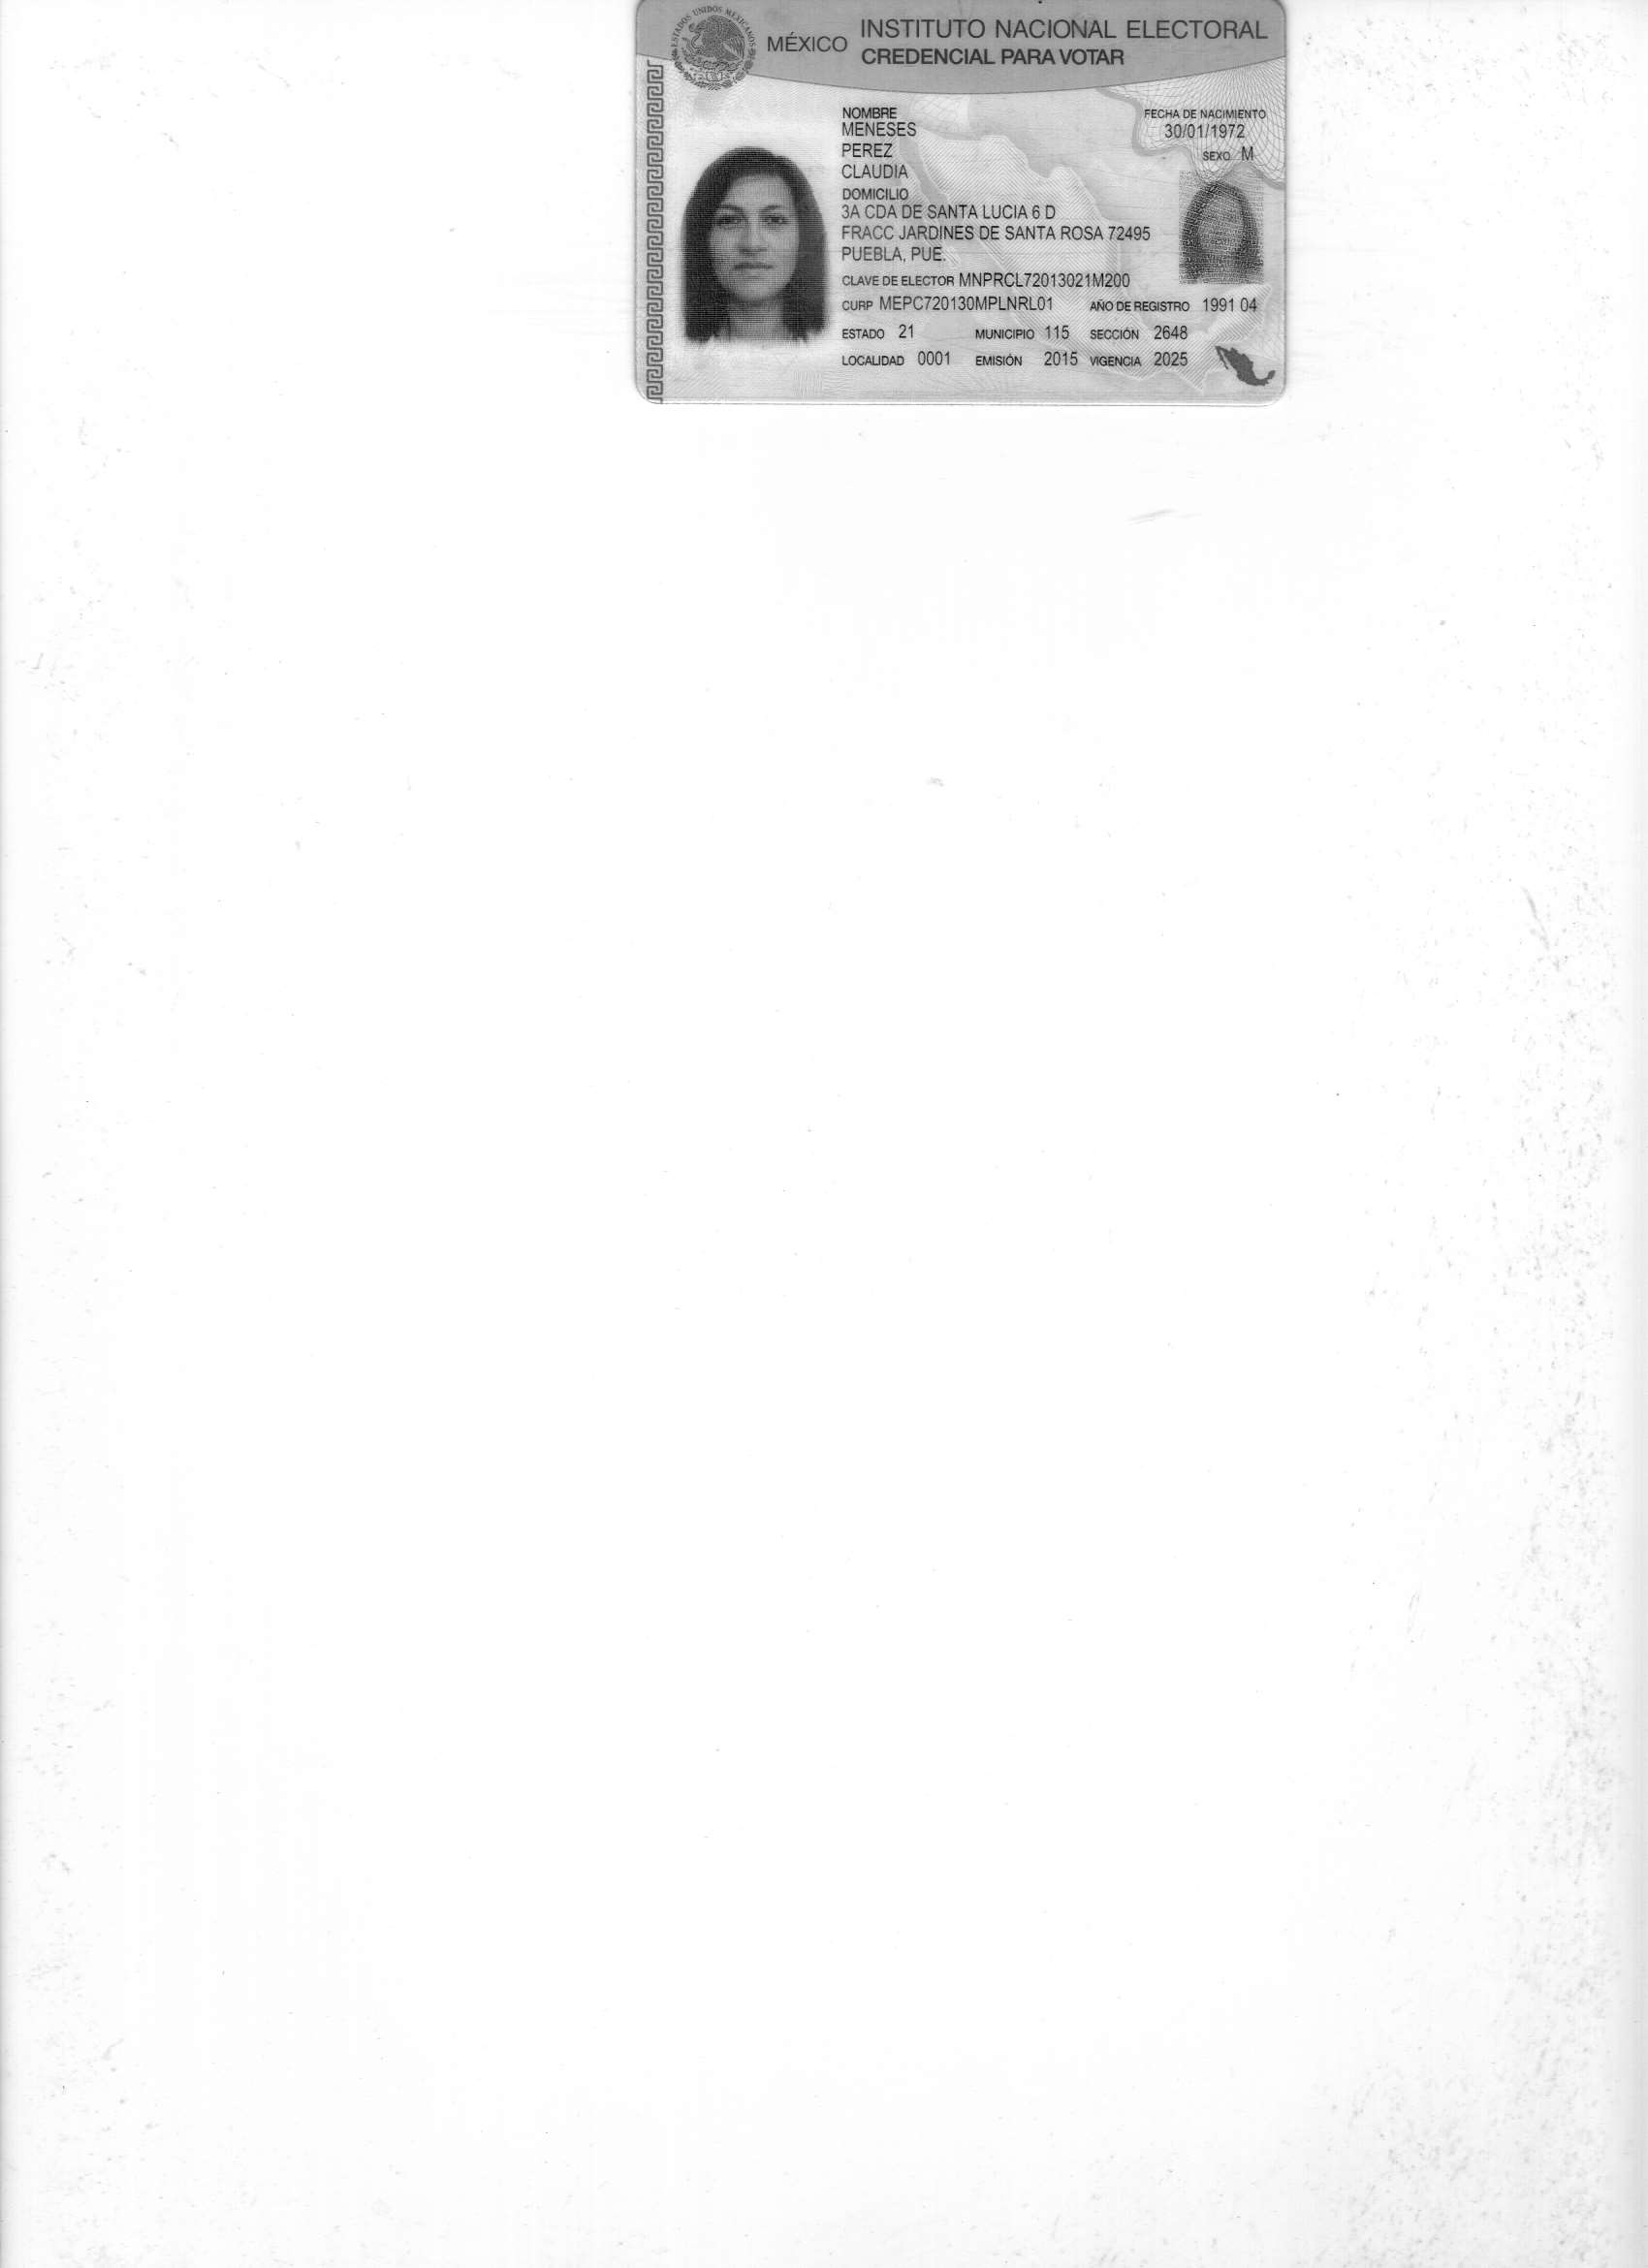 ESTADOS UNIDOS MEXICANOS
MÉXICO INSTITUTO NACIONAL ELECTORAL
CREDENCIAL PARA VOTAR
NOMBRE
MENESES
PEREZ
CLAUDIA
FECHA DE NACIMIENTO
30/01/1972
SEXO M
DOMICILIO
3A CDA DE SANTA LUCIA 6 D
FRACC JARDINES DE SANTA ROSA 72495
PUEBLA, PUE.
CLAVE DE ELECTOR MNPRCL72013021M200
CURP MEPC720130MPLNRL01 AÑO DE REGISTRO 1991 04
ESTADO 21 MUNICIPIO 115 SECCIÓN 2648
LOCALIDAD 0001 EMISIÓN 2015 VIGENCIA 2025